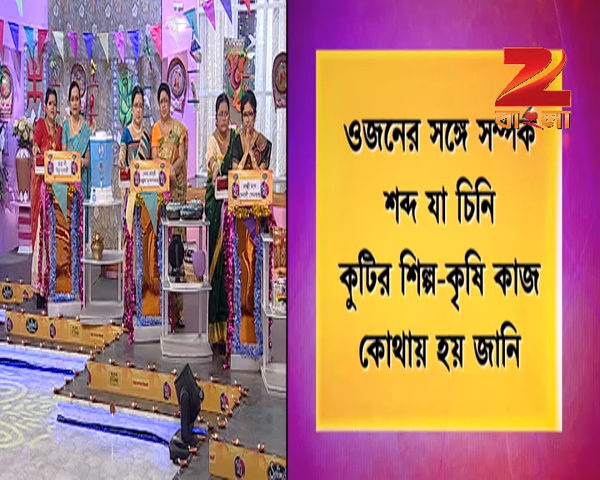 Z
বাংলা
ওজনের সঙ্গে সম্পর্ক
শব্দ যা চিনি
কুটির শিল্প-কৃষি কাজ
কোথায় হয় জানি